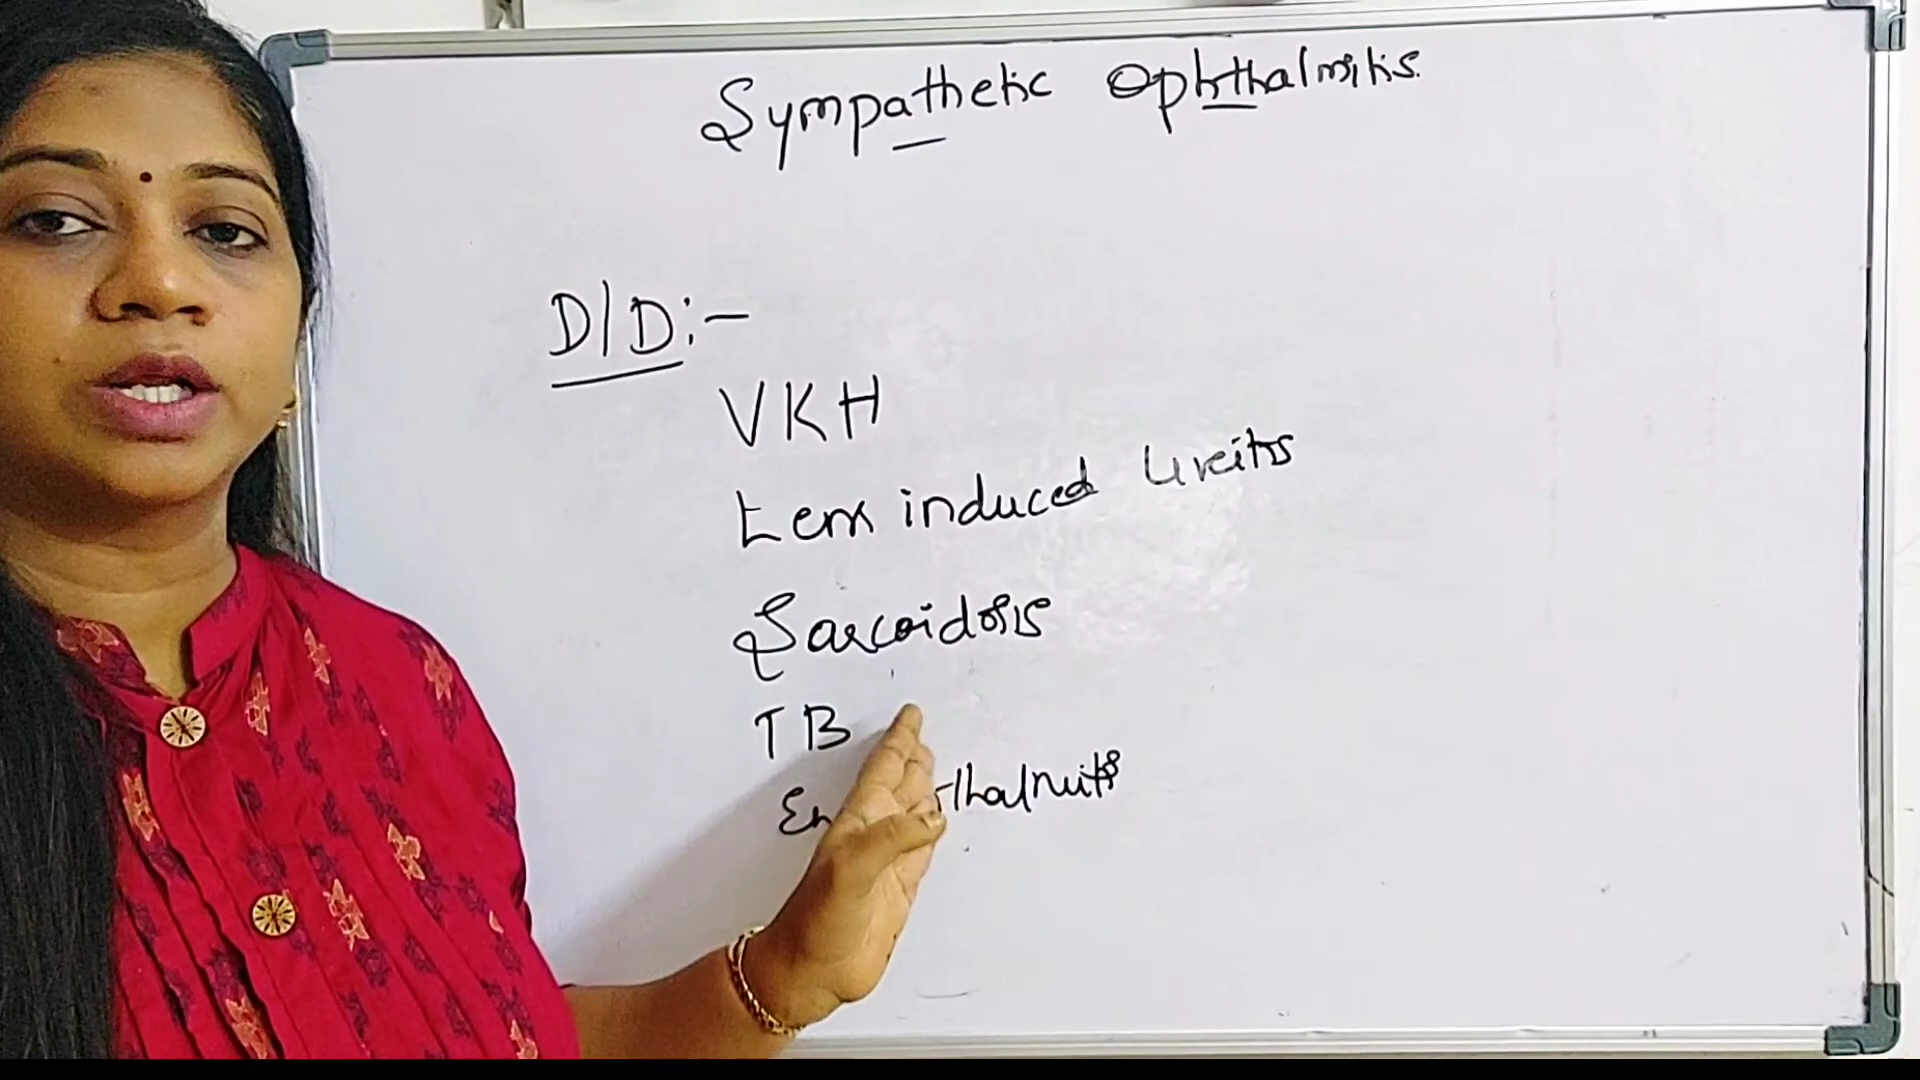 Sympathetic Ophthalmitis.
D/D:-
VKH
Lens induced Uveitis
Sarcoidosis
TB